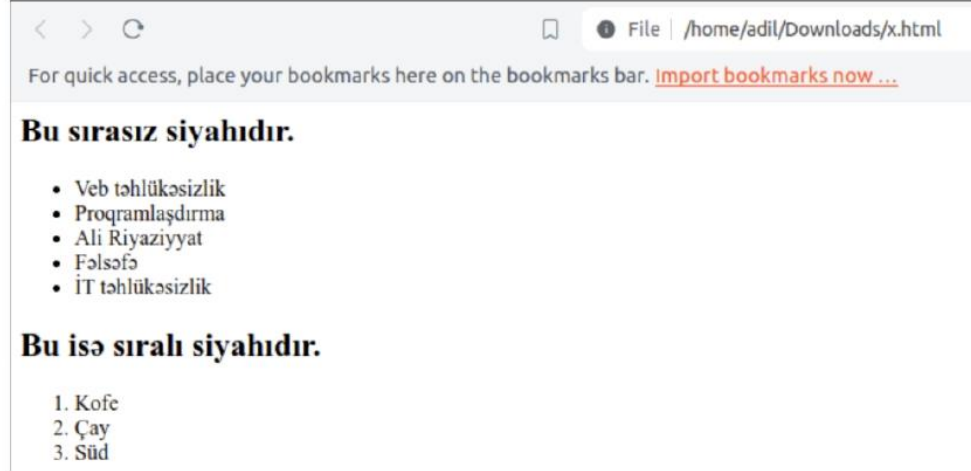 File | /home/adil/Downloads/x.html
For quick access, place your bookmarks here on the bookmarks bar. Import bookmarks now ...
Bu sırasız siyahıdır.
• Veb təhlükəsizlik
• Proqramlaşdırma
• Ali Riyaziyyat
• Fəlsəfə
• İT təhlükəsizlik
Bu isə sıralı siyahıdır.
1. Kofe
2. Çay
3. Süd